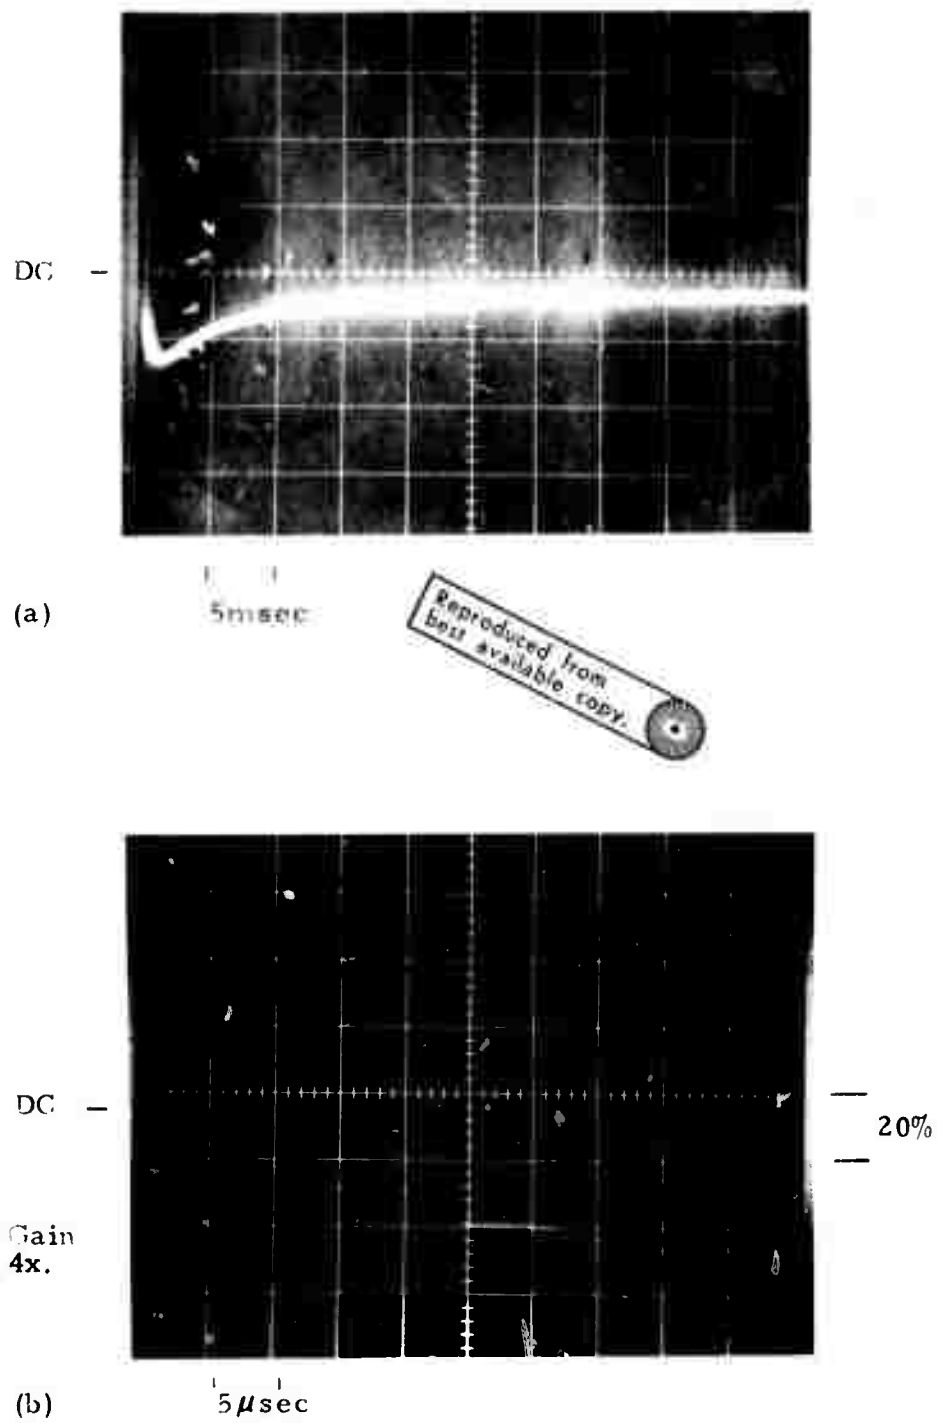 DC
5msec
(a)
Reproduced from
best available copy.
DC
20%
Gain
4x.
5μsec
(b)